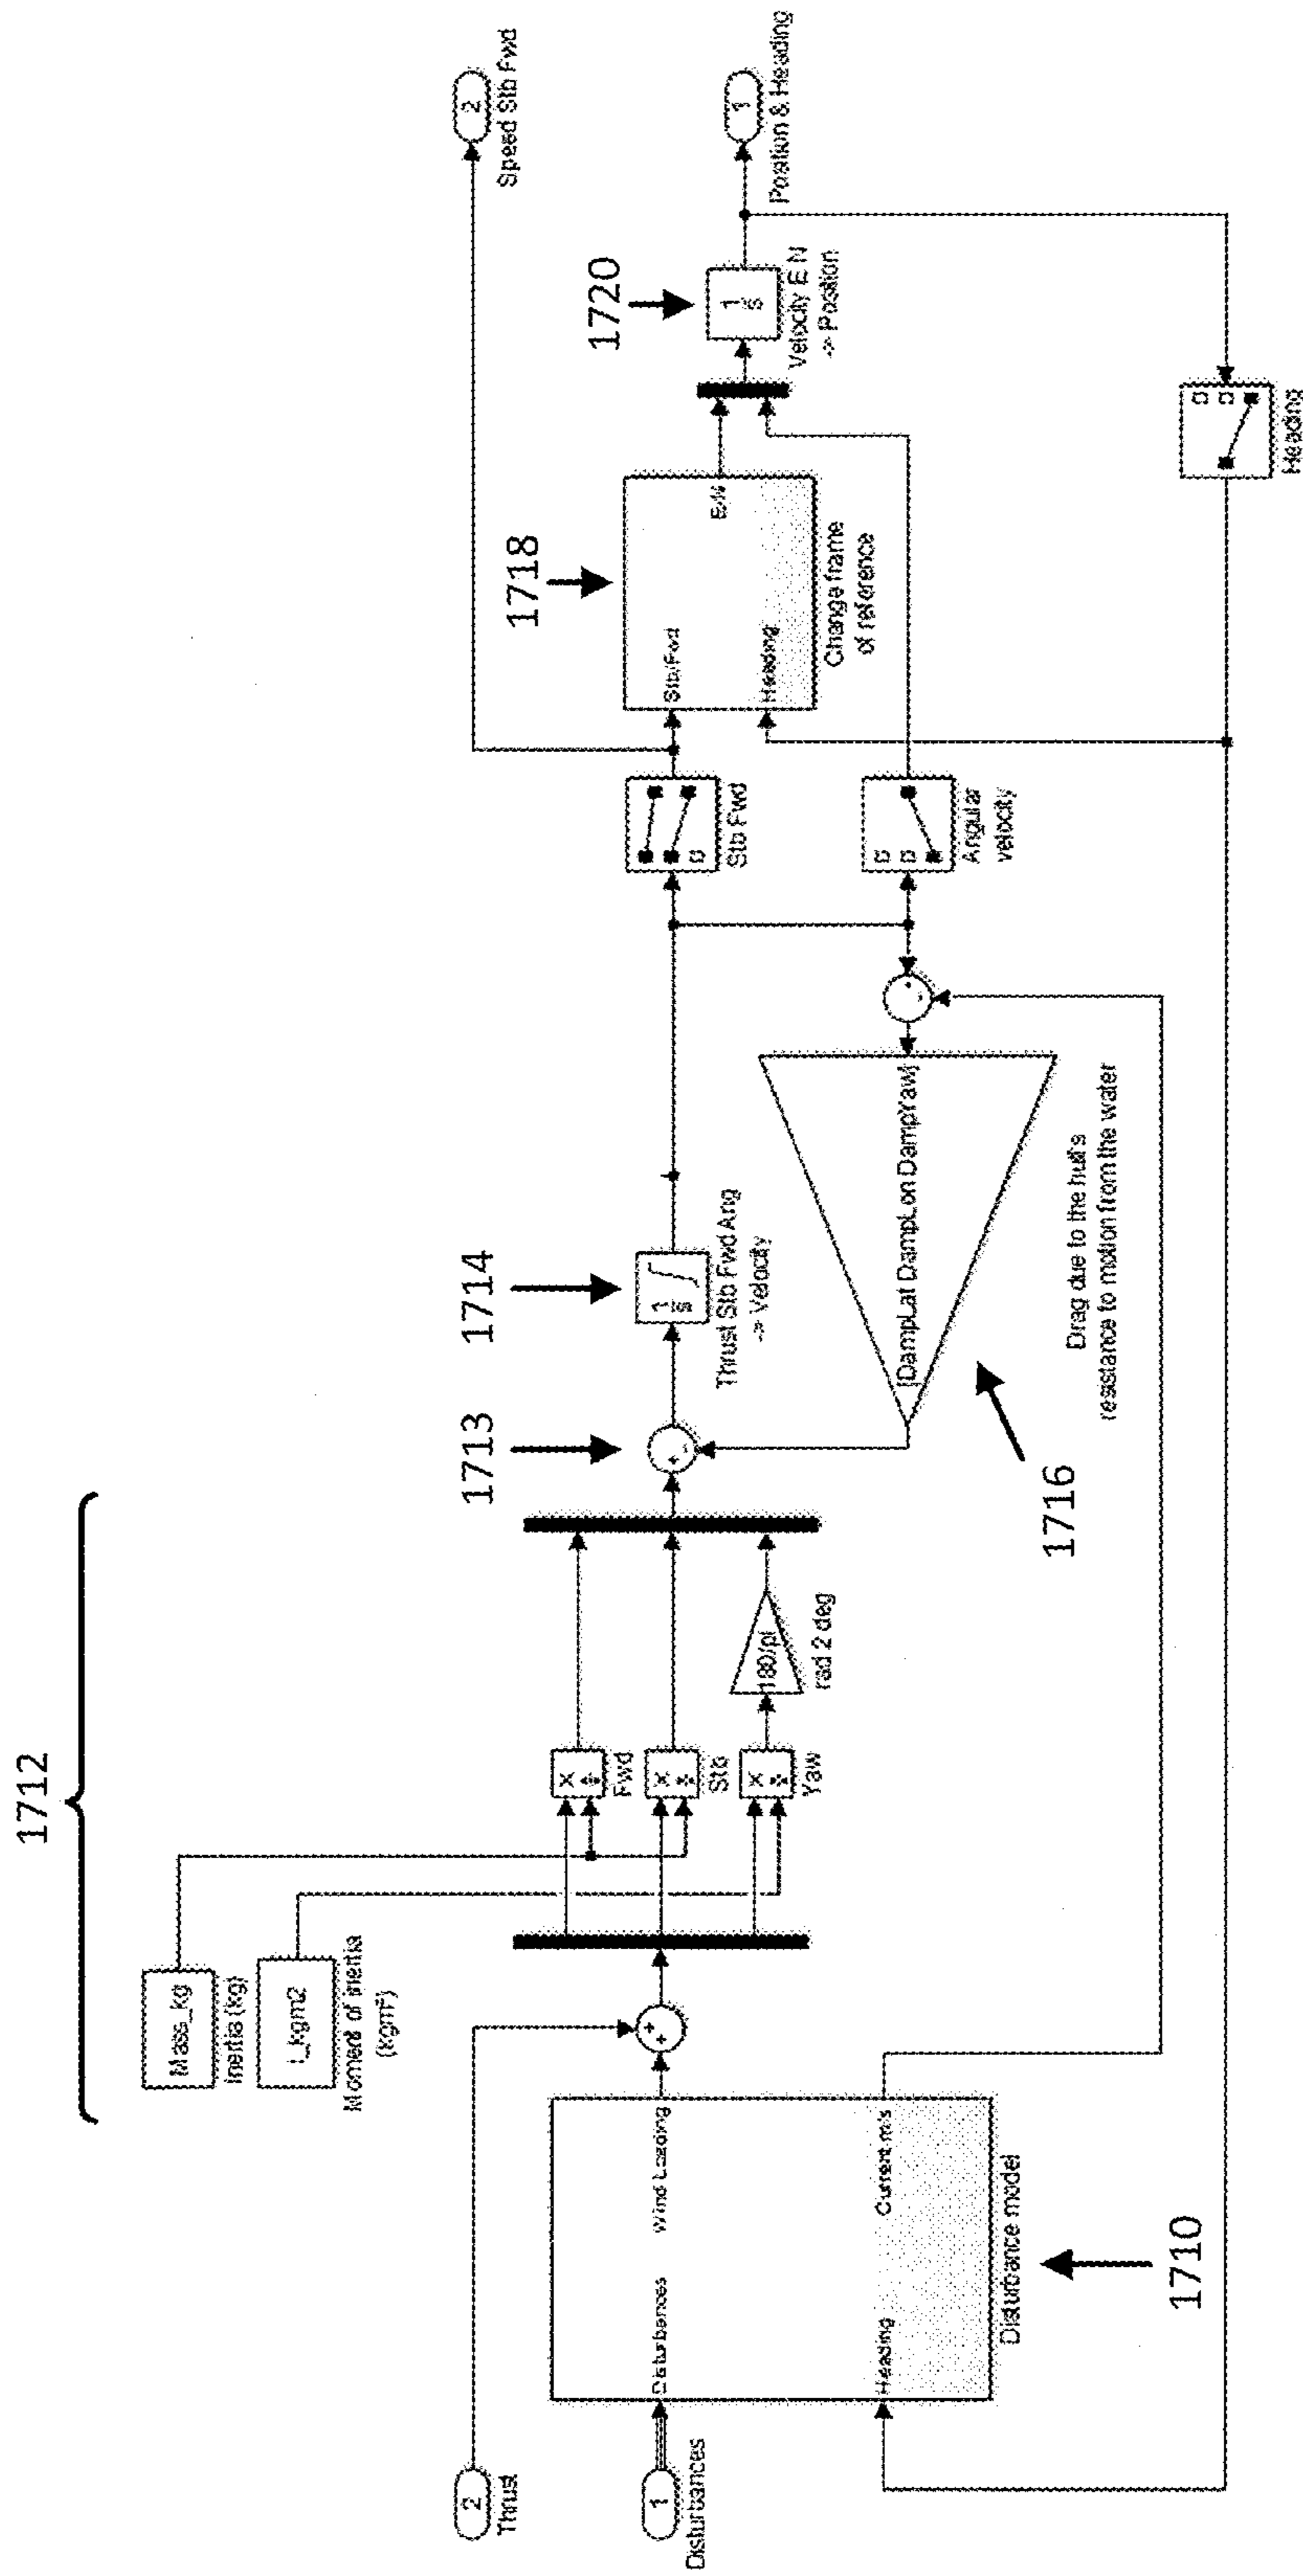 1712
Mass_kg
Inertia (kg)
I_kgm2
Moment of inertia
(kgm²)
2
Thrust
1
Disturbances
Disturbances
Wind Loading
Heading
Current m/s
Disturbance model
1710
+
+
×
÷
Fwd
×
÷
Stb
×
÷
Yaw
180/pi
rad 2 deg
1713
+
-
1714
1
s
Thrust Stb Fwd Ang
-> Velocity
[DampLat DampLon DampYaw]
1716
Drag due to the hull's
resistance to motion from the water
Stb Fwd
Angular
velocity
1718
Stb/Fwd
Heading
E/N
Change frame
of reference
1720
1
s
Velocity E N
-> Position
2
Speed Stb Fwd
1
Position & Heading
Heading